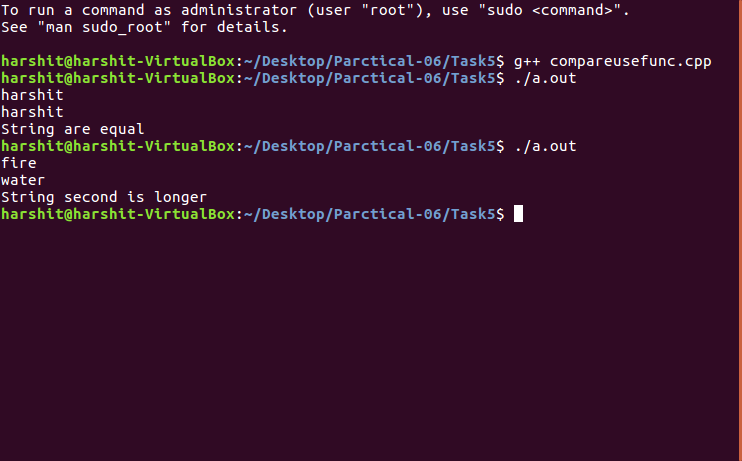 To run a command as administrator (user "root"), use "sudo <command>".
See "man sudo_root" for details.
harshit@harshit-VirtualBox:~/Desktop/Parctical-06/Task5$ g++ compareusefunc.cpp
harshit@harshit-VirtualBox:~/Desktop/Parctical-06/Task5$ ./a.out
harshit
harshit
String are equal
harshit@harshit-VirtualBox:~/Desktop/Parctical-06/Task5$ ./a.out
fire
water
String second is longer
harshit@harshit-VirtualBox:~/Desktop/Parctical-06/Task5$